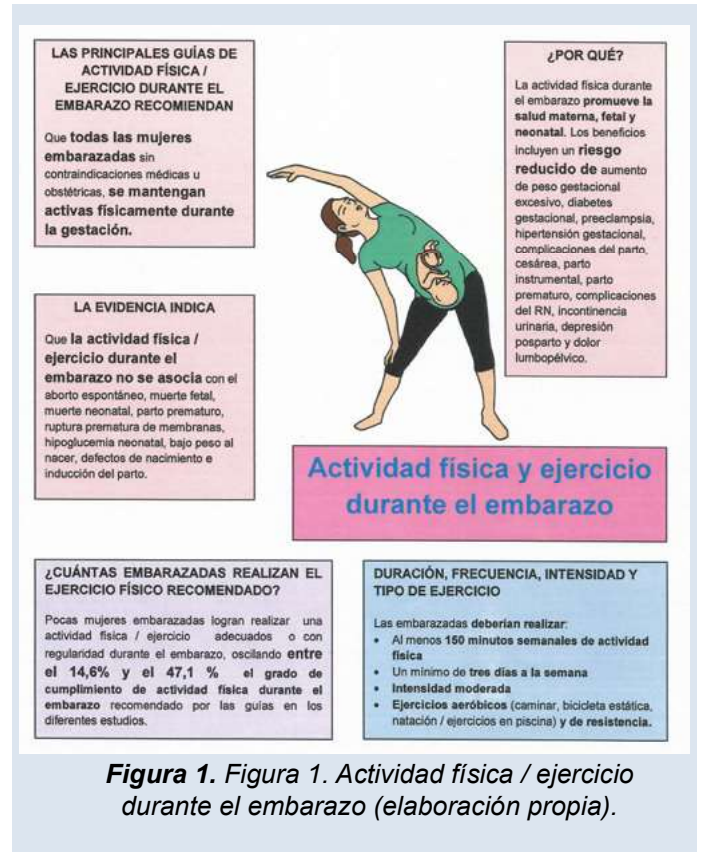 LAS PRINCIPALES GUÍAS DE
ACTIVIDAD FÍSICA /
EJERCICIO DURANTE EL
EMBARAZO RECOMIENDAN
Que todas las mujeres
embarazadas sin
contraindicaciones médicas u
obstétricas, se mantengan
activas físicamente durante
la gestación.
LA EVIDENCIA INDICA
Que la actividad física /
ejercicio durante el
embarazo no se asocia con el
aborto espontáneo, muerte fetal,
muerte neonatal, parto prematuro,
ruptura prematura de membranas,
hipoglucemia neonatal, bajo peso al
nacer, defectos de nacimiento e
inducción del parto.
¿POR QUÉ?
La actividad física durante
el embarazo promueve la
salud materna, fetal y
neonatal. Los beneficios
incluyen un riesgo
reducido de aumento
de peso gestacional
excesivo, diabetes
gestacional, preeclampsia,
hipertensión gestacional,
complicaciones del parto,
cesárea, parto
instrumental, parto
prematuro, complicaciones
del RN, incontinencia
urinaria, depresión
posparto y dolor
lumbopélvico.
Actividad física y ejercicio
durante el embarazo
¿CUÁNTAS EMBARAZADAS REALIZAN EL
EJERCICIO FÍSICO RECOMENDADO?
Pocas mujeres embarazadas logran realizar una
actividad física / ejercicio adecuados o con
regularidad durante el embarazo, oscilando entre
el 14,6% y el 47,1 % el grado de
cumplimiento de actividad física durante el
embarazo recomendado por las guías en los
diferentes estudios.
DURACIÓN, FRECUENCIA, INTENSIDAD Y
TIPO DE EJERCICIO
Las embarazadas deberían realizar:
• Al menos 150 minutos semanales de actividad
física
• Un mínimo de tres días a la semana
• Intensidad moderada
• Ejercicios aeróbicos (caminar, bicicleta estática,
natación / ejercicios en piscina) y de resistencia.
Figura 1. Figura 1. Actividad física / ejercicio
durante el embarazo (elaboración propia).